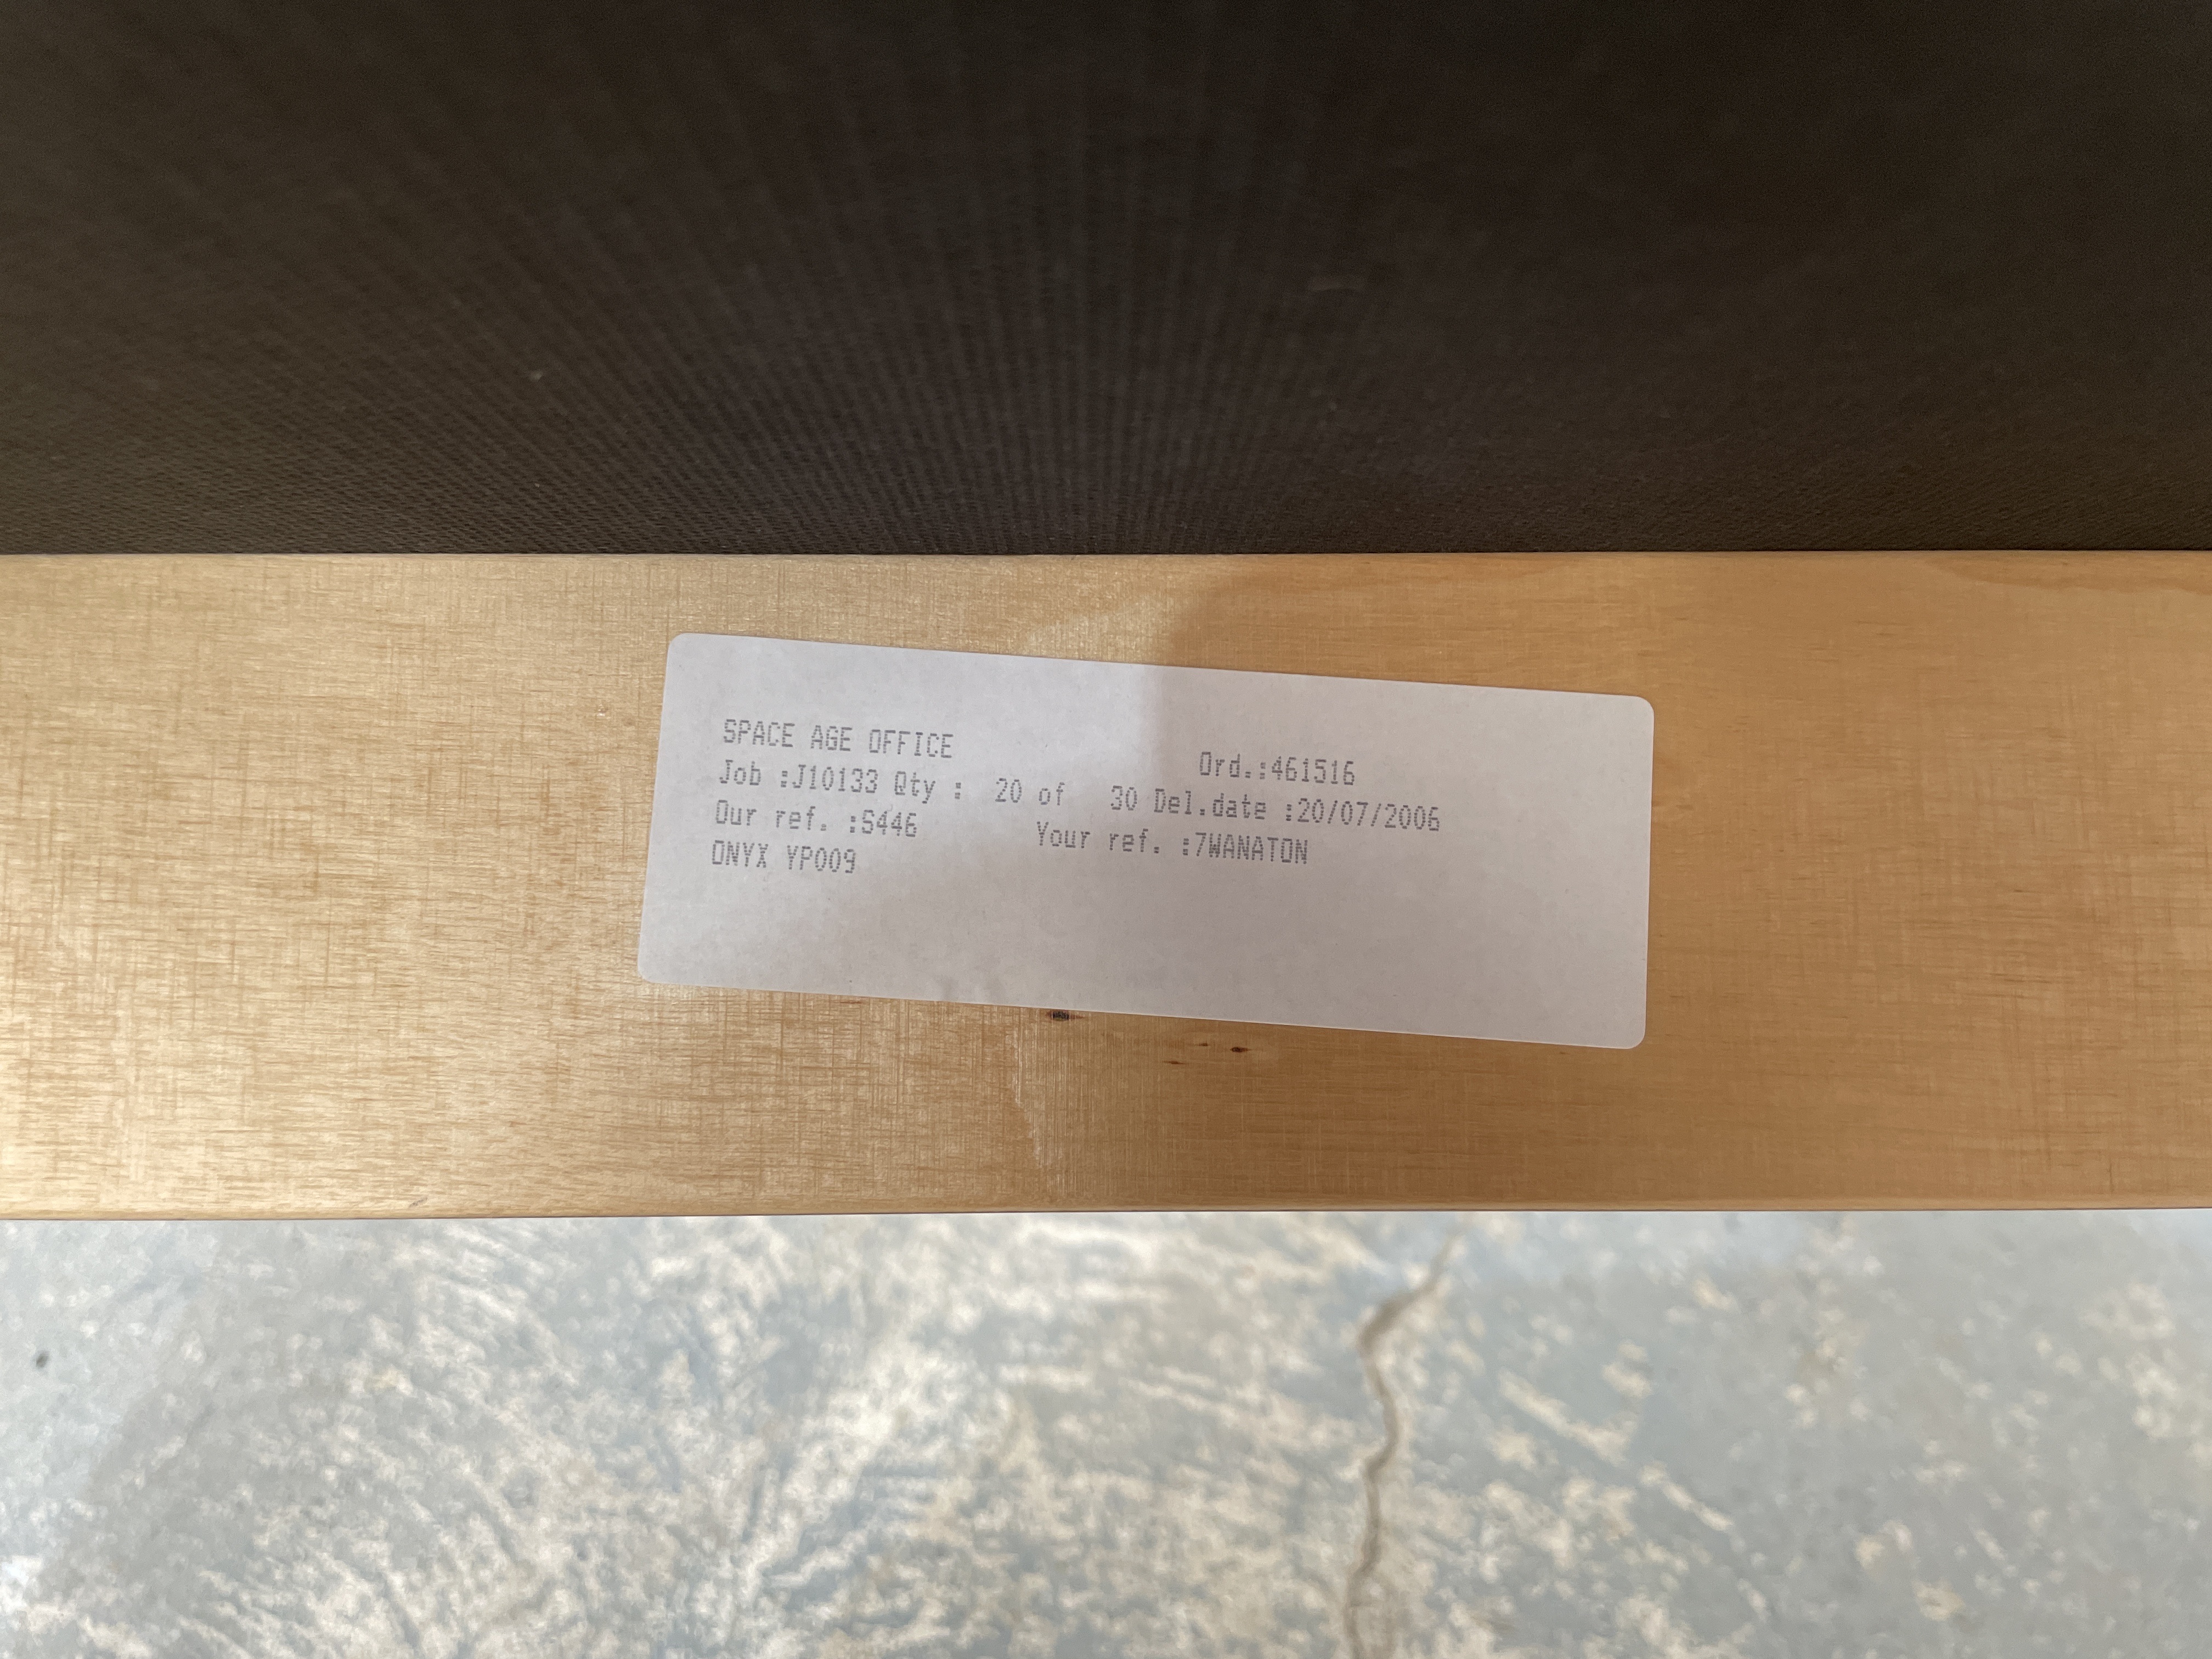 SPACE AGE OFFICE Ord.:461516
Job :J10133 Qty : 20 of 30 Del.date :20/07/2006
Our ref. :S446 Your ref. :7WANATON
ONYX YP009